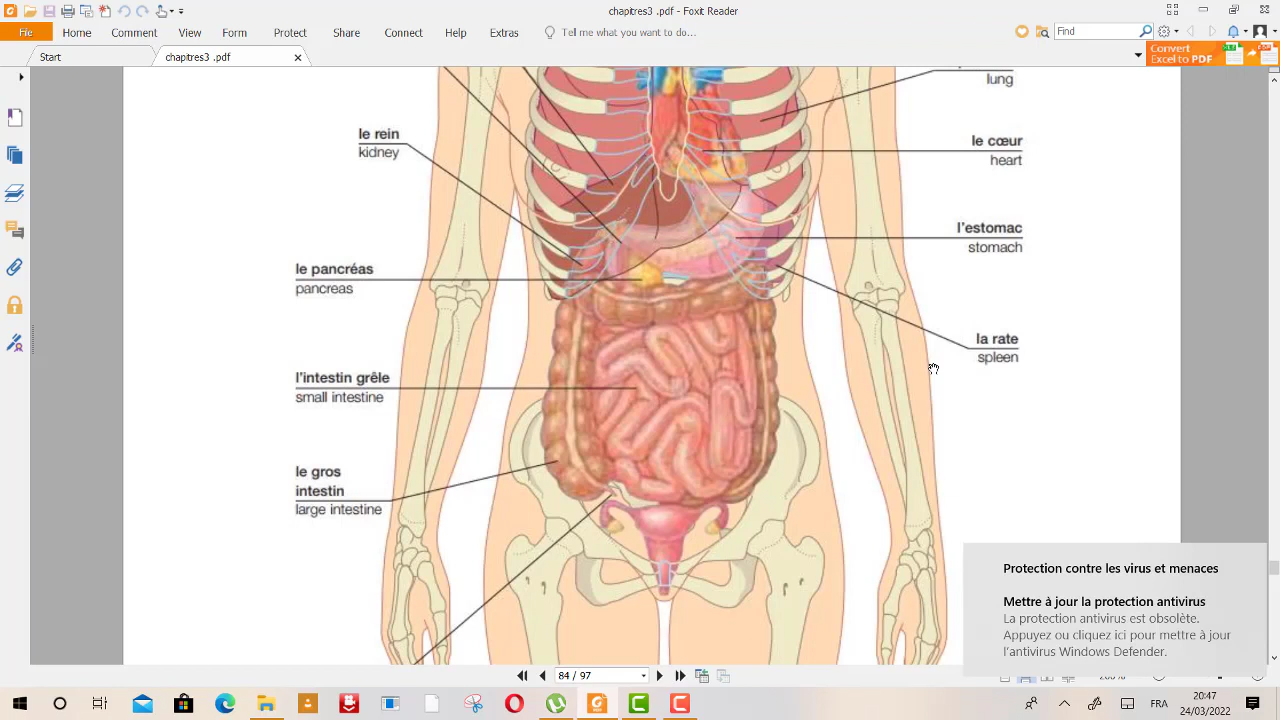 chapitres3 .pdf - Foxit Reader
File Home Comment View Form Protect Share Connect Help Extras Tell me what you want to do... Find
Start chapitres3 .pdf
Convert
Excel to PDF
lung
le rein
kidney
le cœur
heart
l'estomac
stomach
le pancréas
pancreas
la rate
spleen
l'intestin grêle
small intestine
le gros
intestin
large intestine
Protection contre les virus et menaces
Mettre à jour la protection antivirus
La protection antivirus est obsolète.
Appuyez ou cliquez ici pour mettre à jour
l'antivirus Windows Defender.
84 / 97
FRA
20:47
24/03/2022